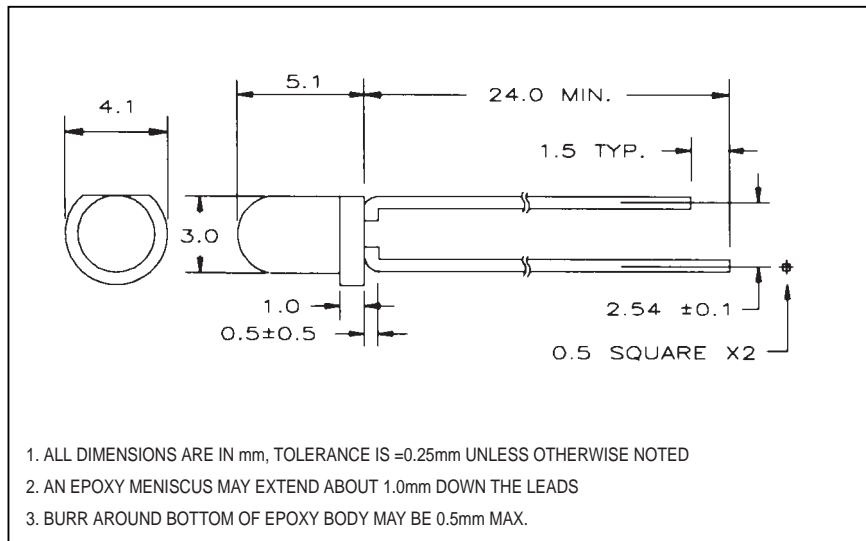 4.1
5.1
24.0 MIN.
1.5 TYP.
3.0
1.0
0.5±0.5
2.54 ±0.1
0.5 SQUARE X2
1. ALL DIMENSIONS ARE IN mm, TOLERANCE IS =0.25mm UNLESS OTHERWISE NOTED
2. AN EPOXY MENISCUS MAY EXTEND ABOUT 1.0mm DOWN THE LEADS
3. BURR AROUND BOTTOM OF EPOXY BODY MAY BE 0.5mm MAX.